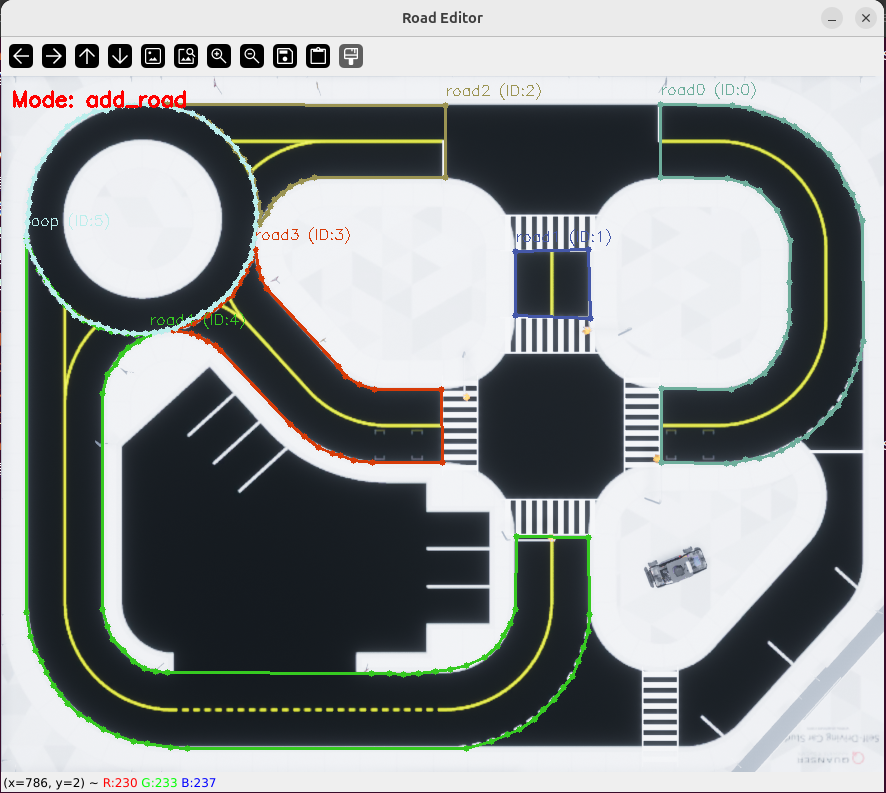 Road Editor
Mode: add_road
road2 (ID:2)
road0 (ID:0)
oop (ID:5)
road3 (ID:3)
road1 (ID:1)
road4 (ID:4)
Self-Driving Car Studio
QUANSER
(x=786, y=2) ~ R:230 G:233 B:237